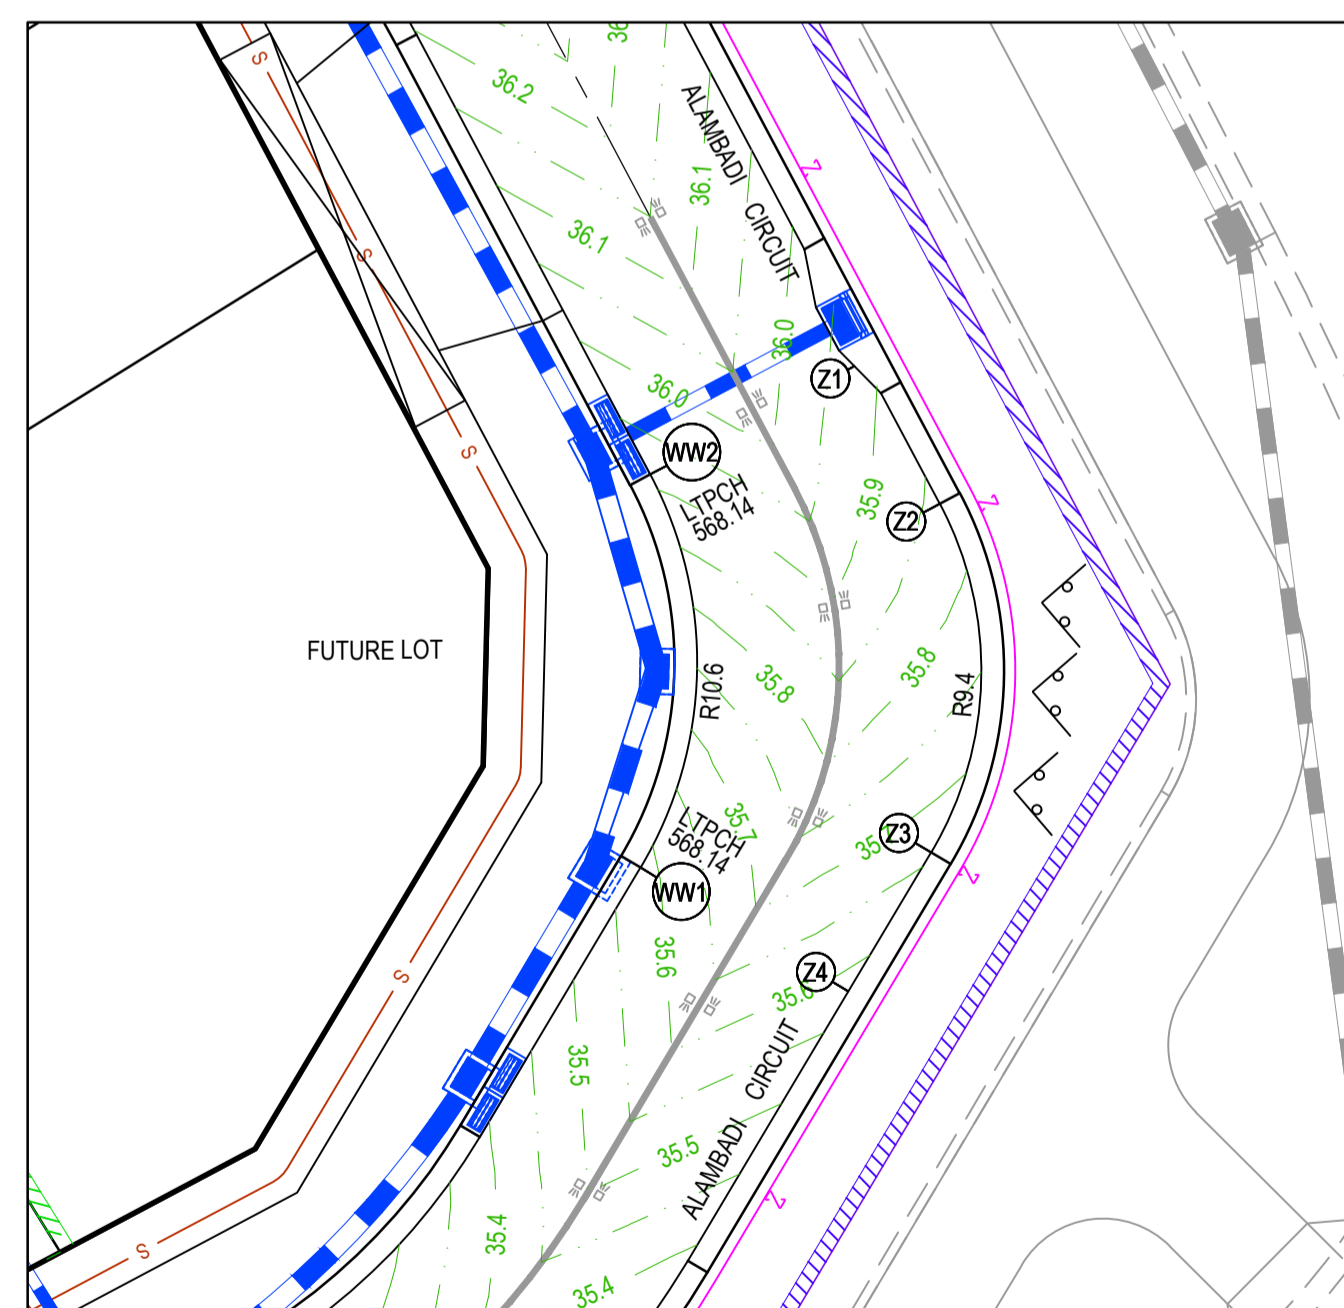 36.2
ALAMBADI CIRCUIT
Z
S
36.1
36.1
S
36.0
36.0
Z1
S
WW2
LTPCH
568.14
35.9
Z2
Z
FUTURE LOT
R10.6
35.8
35.8
R9.4
LTPCH
568.14
35.7
Z3
Z
WW1
35.6
Z4
S
35.5
ALAMBADI CIRCUIT
35.5
Z
35.4
S
35.4